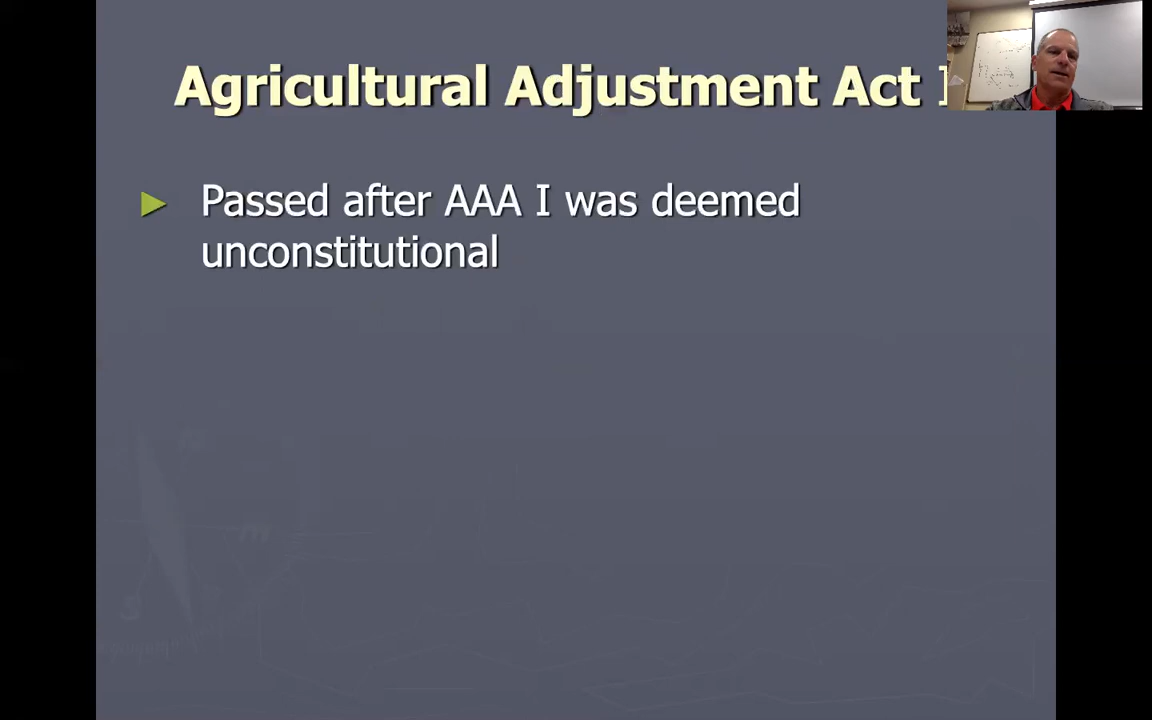 Agricultural Adjustment Act
Passed after AAA I was deemed
unconstitutional